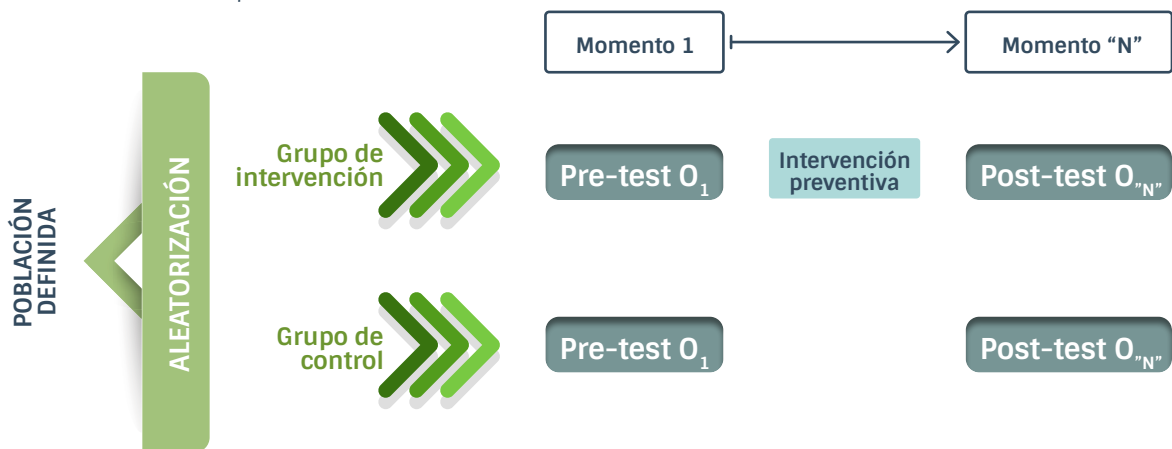 Momento 1
Momento “N”
POBLACIÓN
DEFINIDA
ALEATORIZACIÓN
Grupo de
intervención
Pre-test O₁
Intervención
preventiva
Post-test O"N"
Grupo de
control
Pre-test O₁
Post-test O"N"